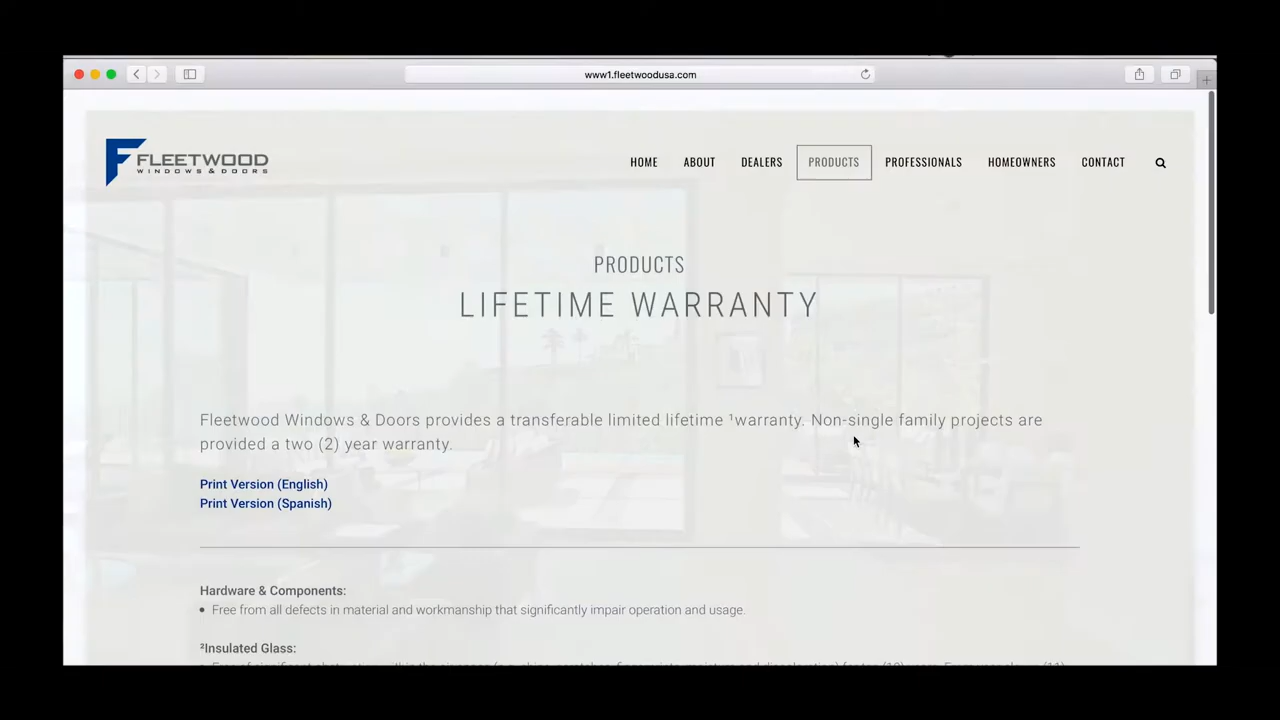 www1.fleetwoodusa.com
FLEETWOOD
WINDOWS & DOORS
HOME
ABOUT
DEALERS
PRODUCTS
PROFESSIONALS
HOMEOWNERS
CONTACT
PRODUCTS
LIFETIME WARRANTY
Fleetwood Windows & Doors provides a transferable limited lifetime ¹warranty. Non-single family projects are
provided a two (2) year warranty.
Print Version (English)
Print Version (Spanish)
Hardware & Components:
• Free from all defects in material and workmanship that significantly impair operation and usage.
²Insulated Glass: